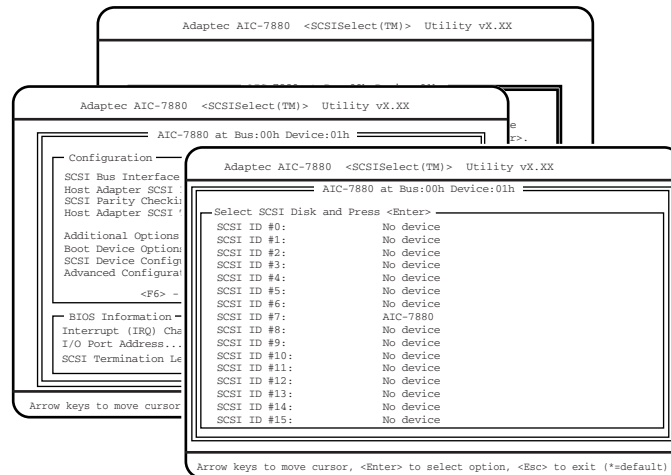 Adaptec AIC-7880 <SCSISelect(TM)> Utility vX.XX
Adaptec AIC-7880 <SCSISelect(TM)> Utility vX.XX
AIC-7880 at Bus:00h Device:01h
Configuration
SCSI Bus Interface
Host Adapter SCSI
SCSI Parity
Host Adapter SCSI
Additional Options
Boot Device
SCSI Device
Advanced
<F6> -
BIOS Information
Interrupt (IRQ)
I/O Port Address...
SCSI Termination
Arrow keys to move cursor
Adaptec AIC-7880 <SCSISelect(TM)> Utility vX.XX
AIC-7880 at Bus:00h Device:01h
Select SCSI Disk and Press <Enter>
SCSI ID #0: No device
SCSI ID #1: No device
SCSI ID #2: No device
SCSI ID #3: No device
SCSI ID #4: No device
SCSI ID #5: No device
SCSI ID #6: No device
SCSI ID #7: AIC-7880
SCSI ID #8: No device
SCSI ID #9: No device
SCSI ID #10: No device
SCSI ID #11: No device
SCSI ID #12: No device
SCSI ID #13: No device
SCSI ID #14: No device
SCSI ID #15: No device
Arrow keys to move cursor, <Enter> to select option, <Esc> to exit (*=default)